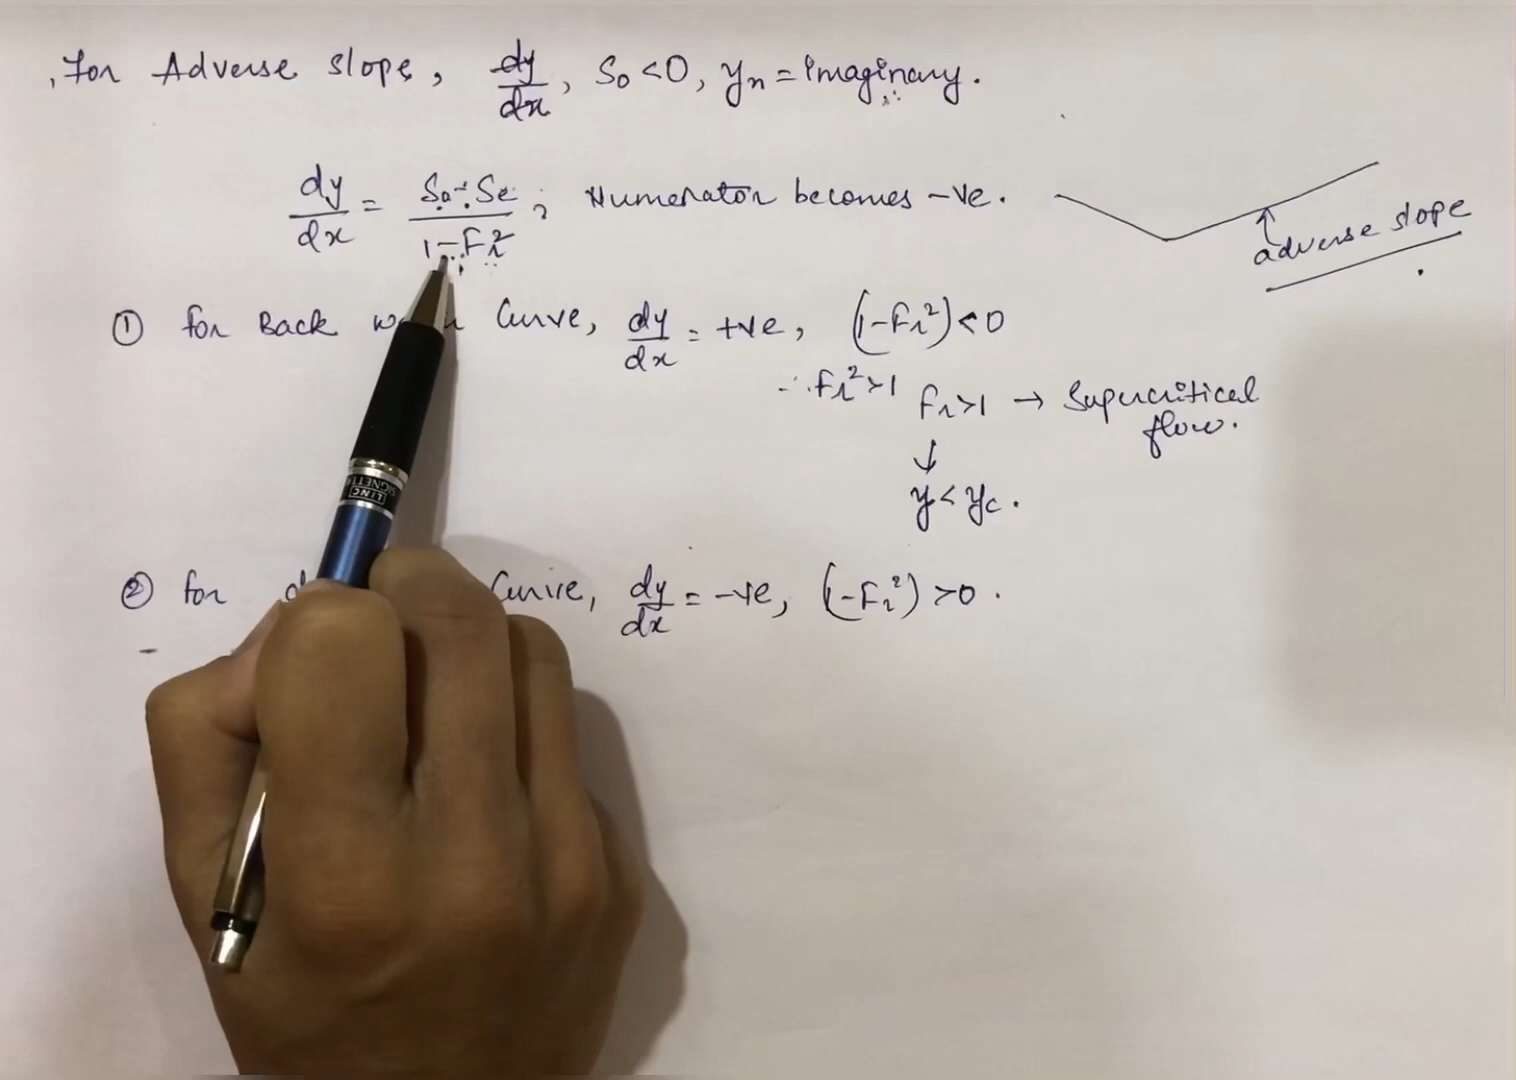 , For Adverse slope, dy/dx, S₀ < 0, yₙ = Imaginary.
dy/dx = (S₀ - Se)/(1 - Fr²) ; Numerator becomes -ve.
adverse slope
① for Back Curve, dy/dx = +ve, (1-Fr²) < 0
∴ Fr² > 1 Fr > 1 → Supercritical
flow.
↓
y < yc.
LINC
SIGNET
② for Curve, dy/dx = -ve, (1-Fr²) > 0.